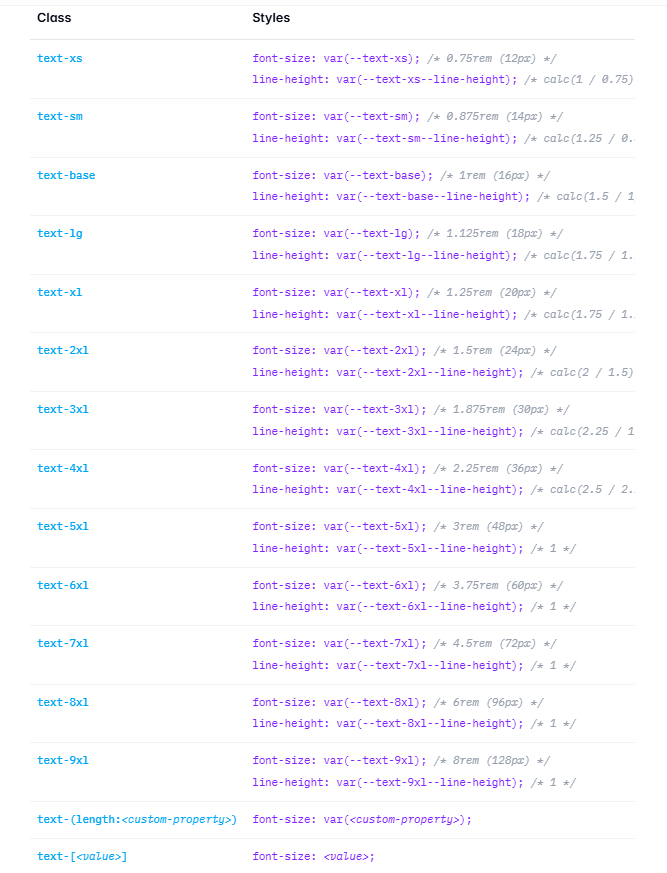 Class Styles
text-xs font-size: var(--text-xs); /* 0.75rem (12px) */
line-height: var(--text-xs--line-height); /* calc(1 / 0.75)
text-sm font-size: var(--text-sm); /* 0.875rem (14px) */
line-height: var(--text-sm--line-height); /* calc(1.25 / 0.
text-base font-size: var(--text-base); /* 1rem (16px) */
line-height: var(--text-base--line-height); /* calc(1.5 / 1
text-lg font-size: var(--text-lg); /* 1.125rem (18px) */
line-height: var(--text-lg--line-height); /* calc(1.75 / 1.
text-xl font-size: var(--text-xl); /* 1.25rem (20px) */
line-height: var(--text-xl--line-height); /* calc(1.75 / 1.
text-2xl font-size: var(--text-2xl); /* 1.5rem (24px) */
line-height: var(--text-2xl--line-height); /* calc(2 / 1.5)
text-3xl font-size: var(--text-3xl); /* 1.875rem (30px) */
line-height: var(--text-3xl--line-height); /* calc(2.25 / 1
text-4xl font-size: var(--text-4xl); /* 2.25rem (36px) */
line-height: var(--text-4xl--line-height); /* calc(2.5 / 2.
text-5xl font-size: var(--text-5xl); /* 3rem (48px) */
line-height: var(--text-5xl--line-height); /* 1 */
text-6xl font-size: var(--text-6xl); /* 3.75rem (60px) */
line-height: var(--text-6xl--line-height); /* 1 */
text-7xl font-size: var(--text-7xl); /* 4.5rem (72px) */
line-height: var(--text-7xl--line-height); /* 1 */
text-8xl font-size: var(--text-8xl); /* 6rem (96px) */
line-height: var(--text-8xl--line-height); /* 1 */
text-9xl font-size: var(--text-9xl); /* 8rem (128px) */
line-height: var(--text-9xl--line-height); /* 1 */
text-(length:<custom-property>) font-size: var(<custom-property>);
text-[<value>] font-size: <value>;